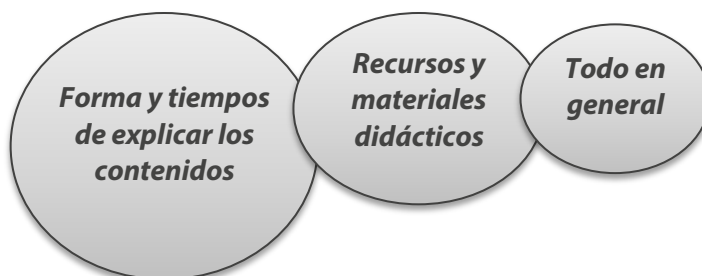 Forma y tiempos
de explicar los
contenidos
Recursos y
materiales
didácticos
Todo en
general